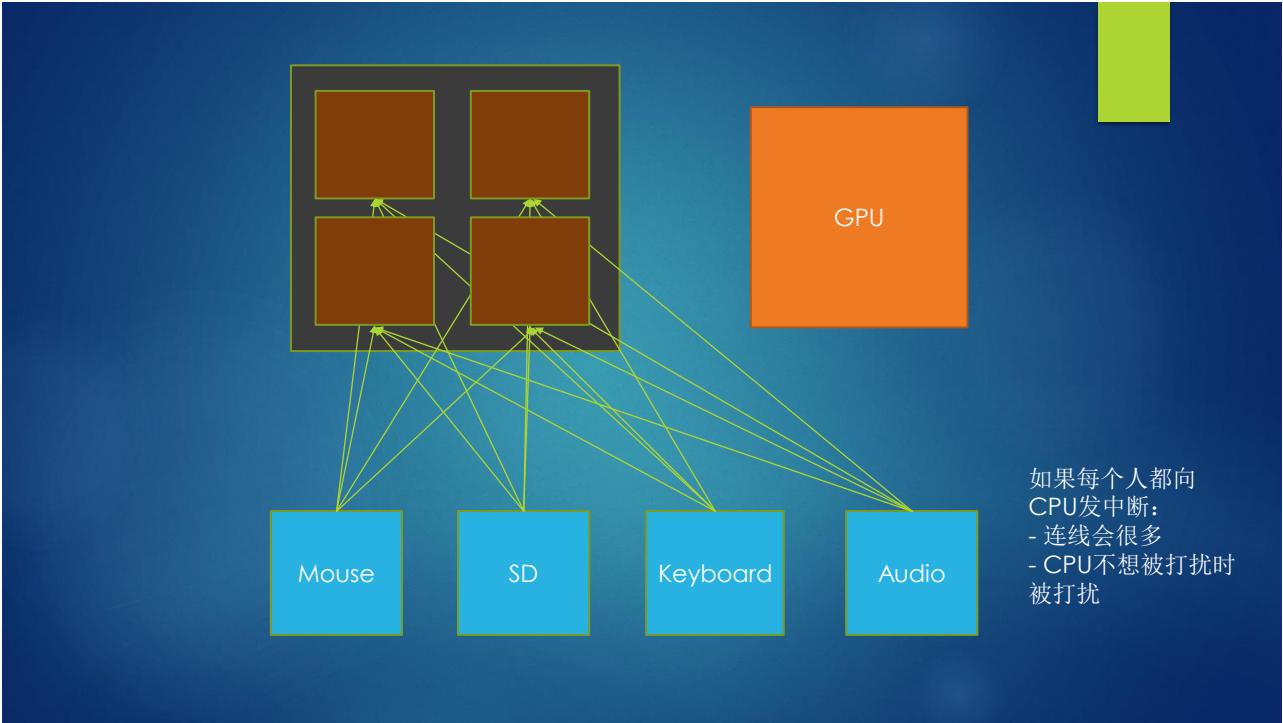 GPU
Mouse
SD
Keyboard
Audio
如果每个人都向
CPU发中断：
- 连线会很多
- CPU不想被打扰时
被打扰